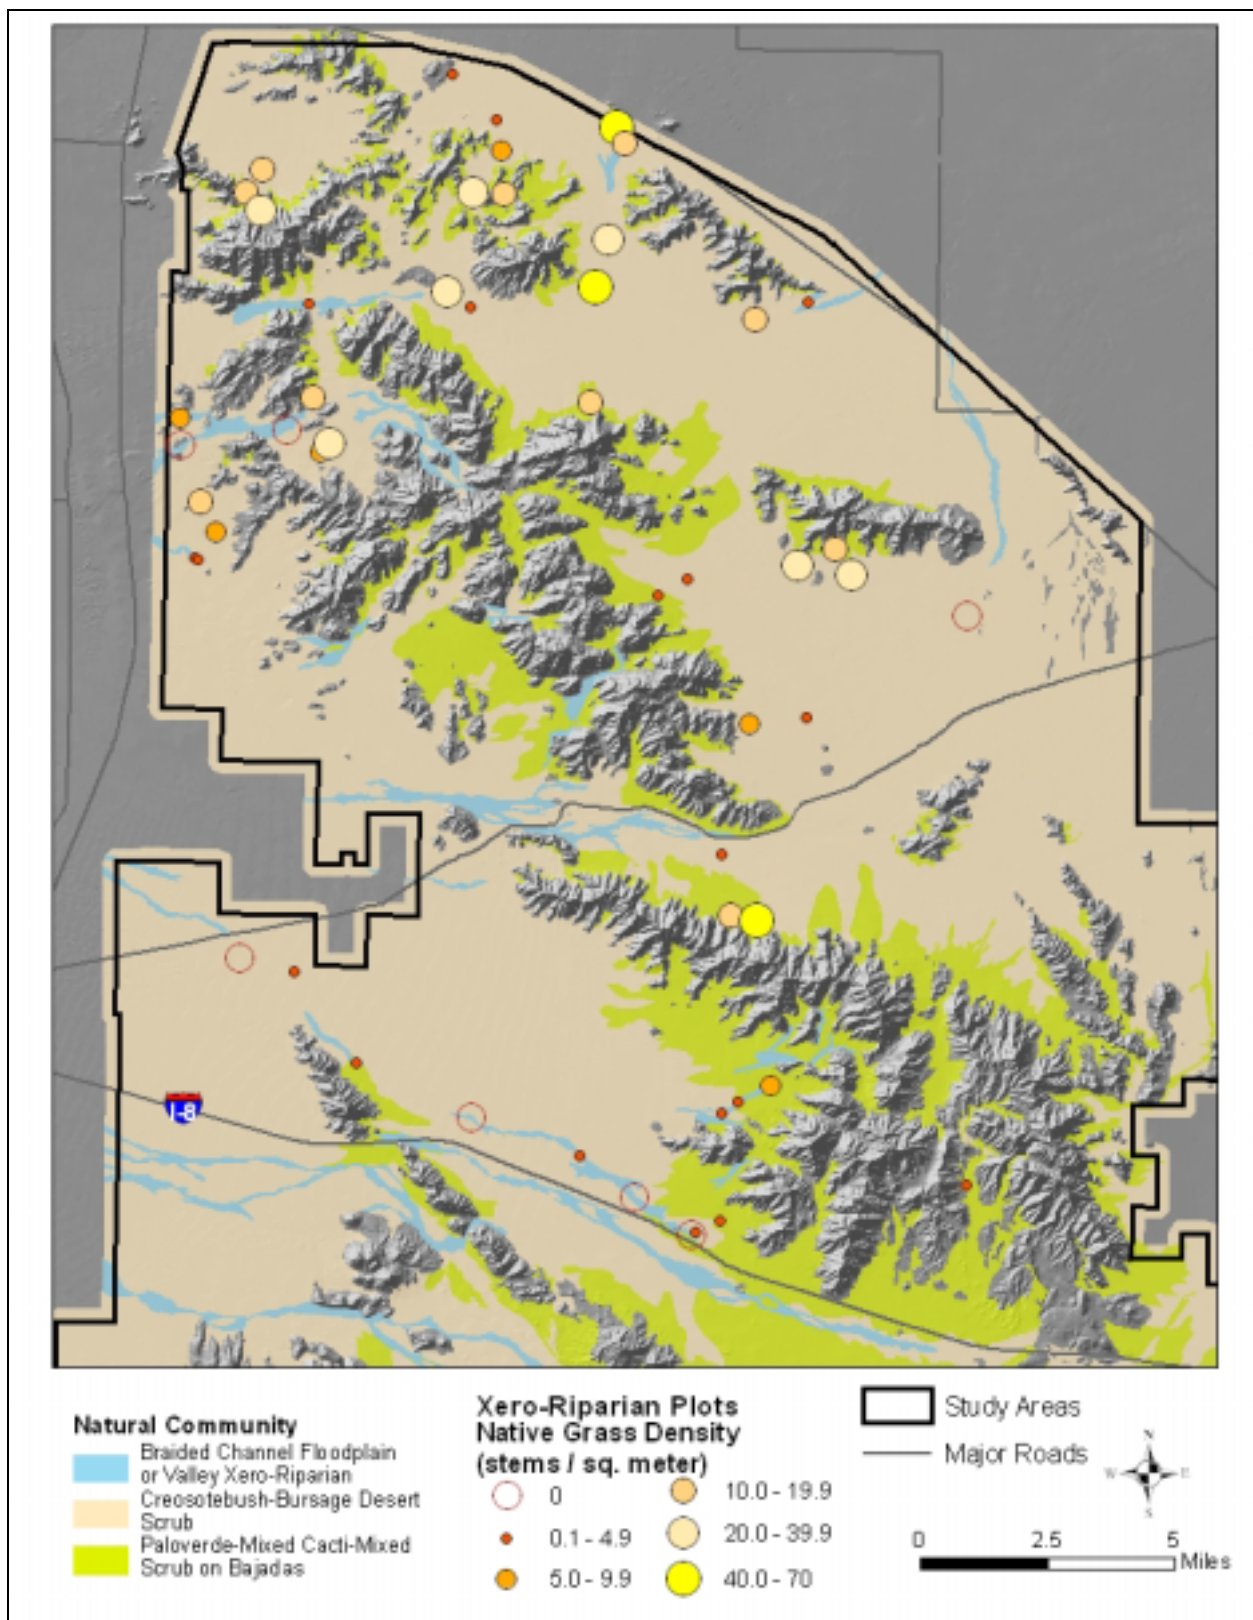 I-8
Natural Community
Braided Channel Floodplain
or Valley Xero-Riparian
Creosotebush-Bursage Desert
Scrub
Paloverde-Mixed Cacti-Mixed
Scrub on Bajadas
Xero-Riparian Plots
Native Grass Density
(stems / sq. meter)
0
0.1 - 4.9
5.0 - 9.9
10.0 - 19.9
20.0 - 39.9
40.0 - 70
Study Areas
Major Roads
N
W E
S
0 2.5 5
Miles